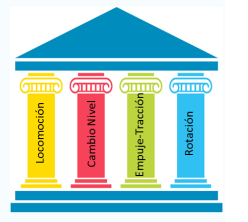 Locomoción
Cambio Nivel
Empuje-Tracción
Rotación